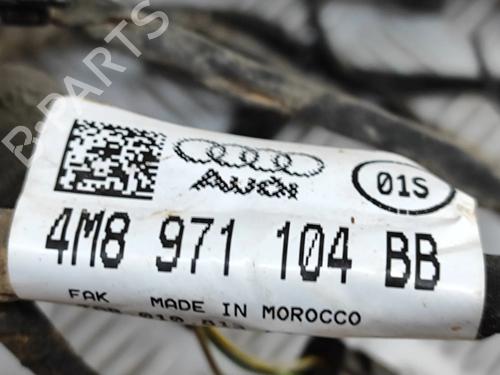 B-PARTS
AUDI
01S
4M8 971 104 BB
FAK MADE IN MOROCCO